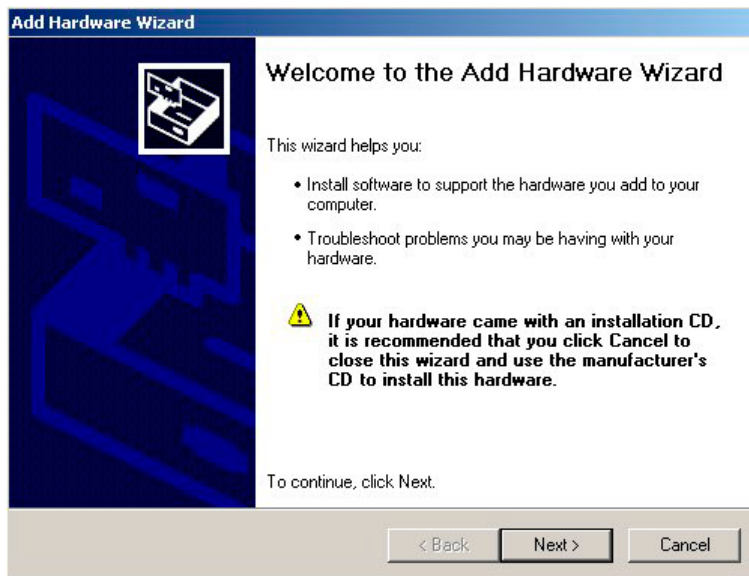 Add Hardware Wizard
Welcome to the Add Hardware Wizard
This wizard helps you:
• Install software to support the hardware you add to your
computer.
• Troubleshoot problems you may be having with your
hardware.
If your hardware came with an installation CD,
it is recommended that you click Cancel to
close this wizard and use the manufacturer's
CD to install this hardware.
To continue, click Next.
< Back Next > Cancel